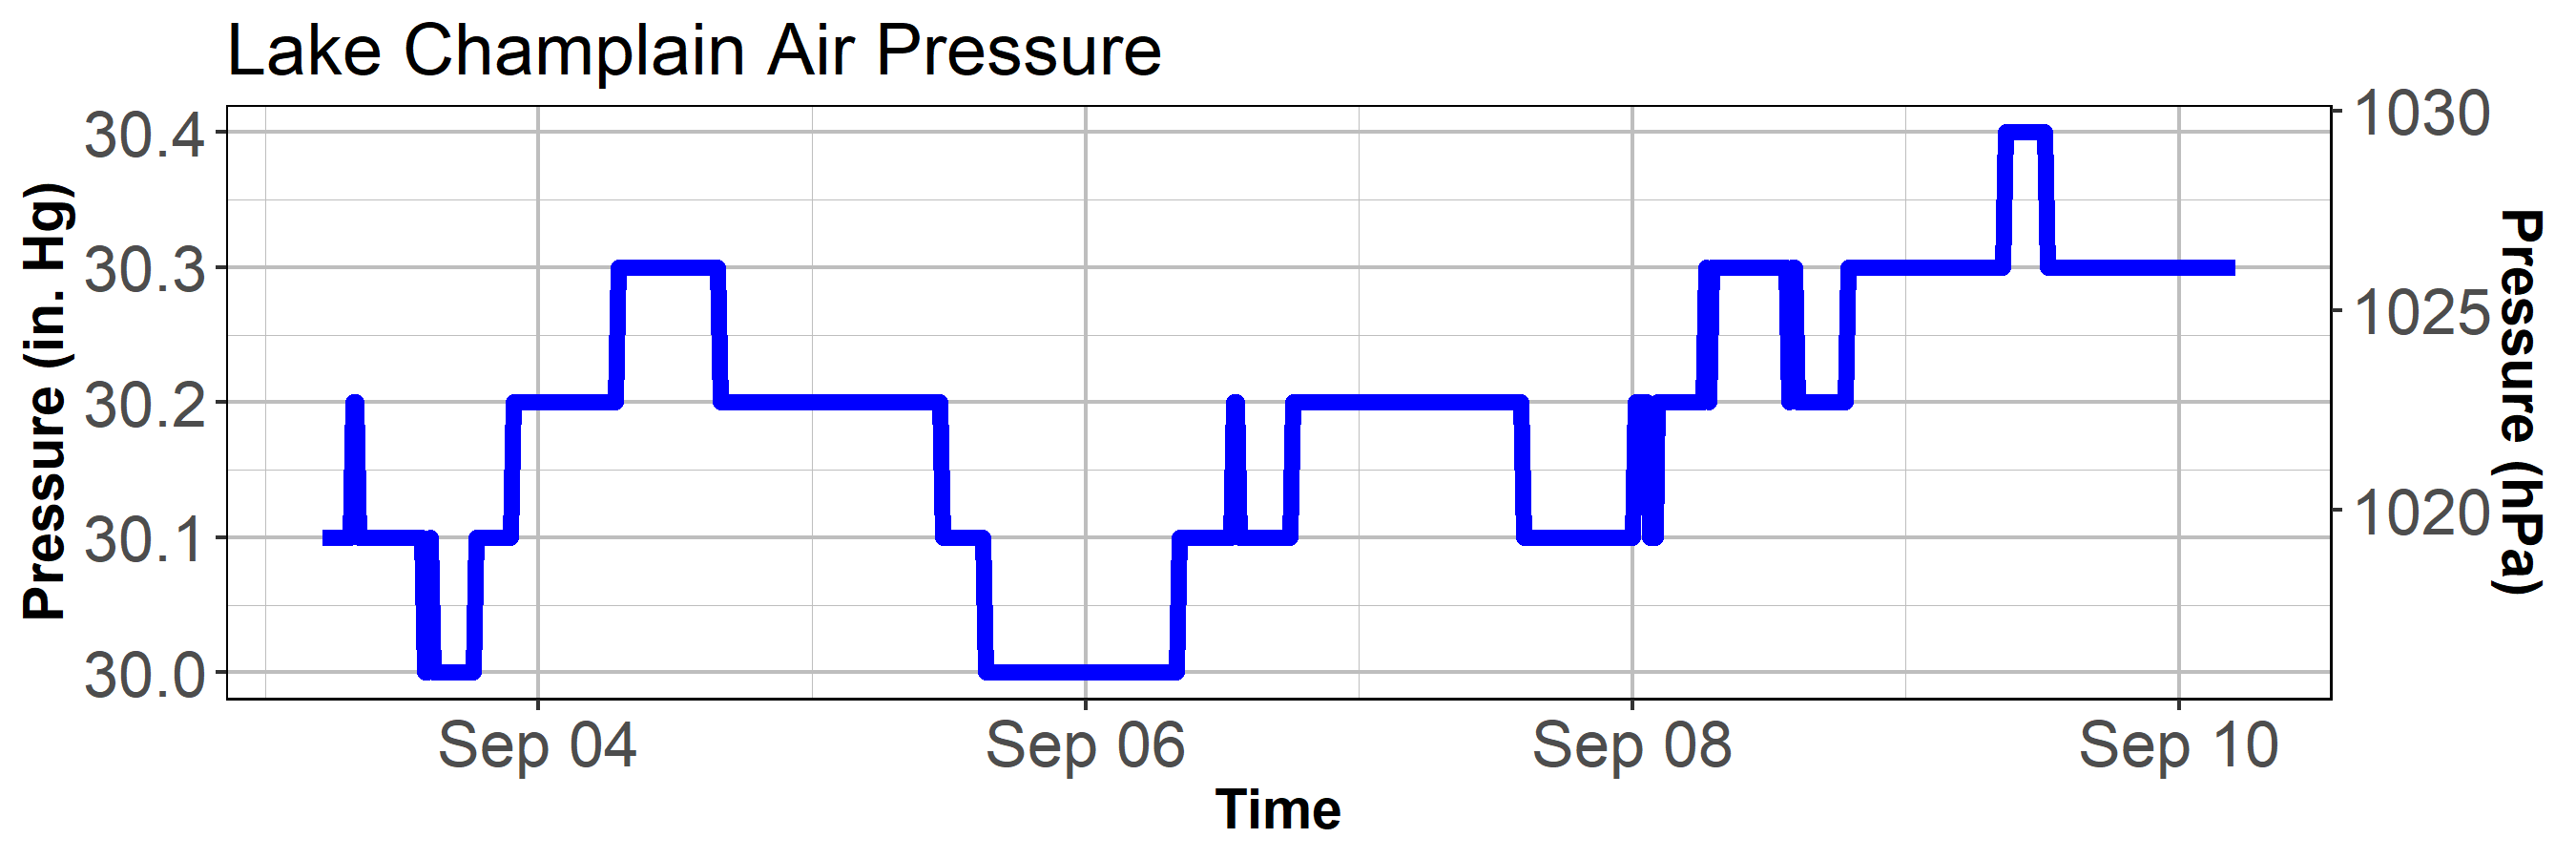 Lake Champlain Air Pressure
Pressure (in. Hg)
30.4
30.3
30.2
30.1
30.0
1030
1025
1020
Pressure (hPa)
Sep 04 Sep 06 Sep 08 Sep 10
Time